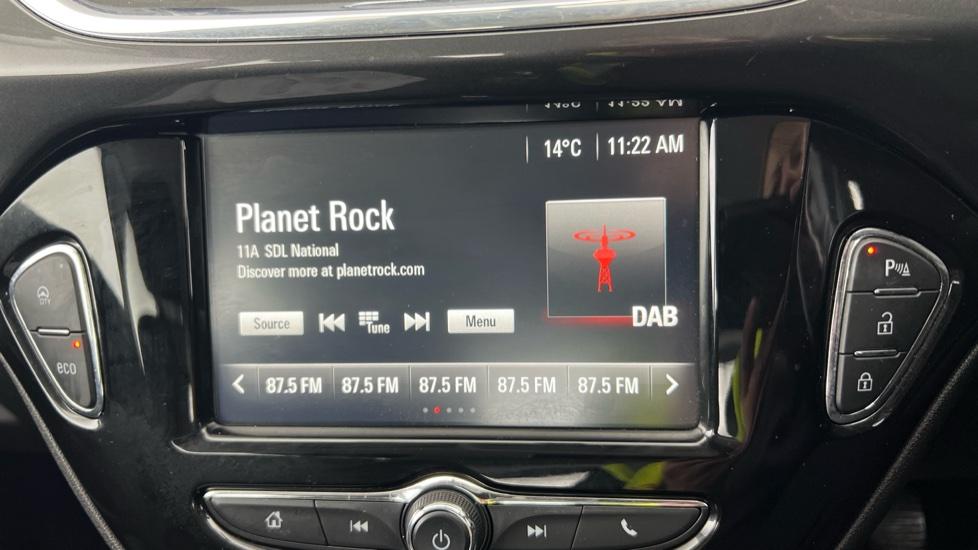 14°C 11:22 AM
Planet Rock
11A SDL National
Discover more at planetrock.com
Source Tune Menu
DAB
87.5 FM 87.5 FM 87.5 FM 87.5 FM 87.5 FM
CITY
eco
P